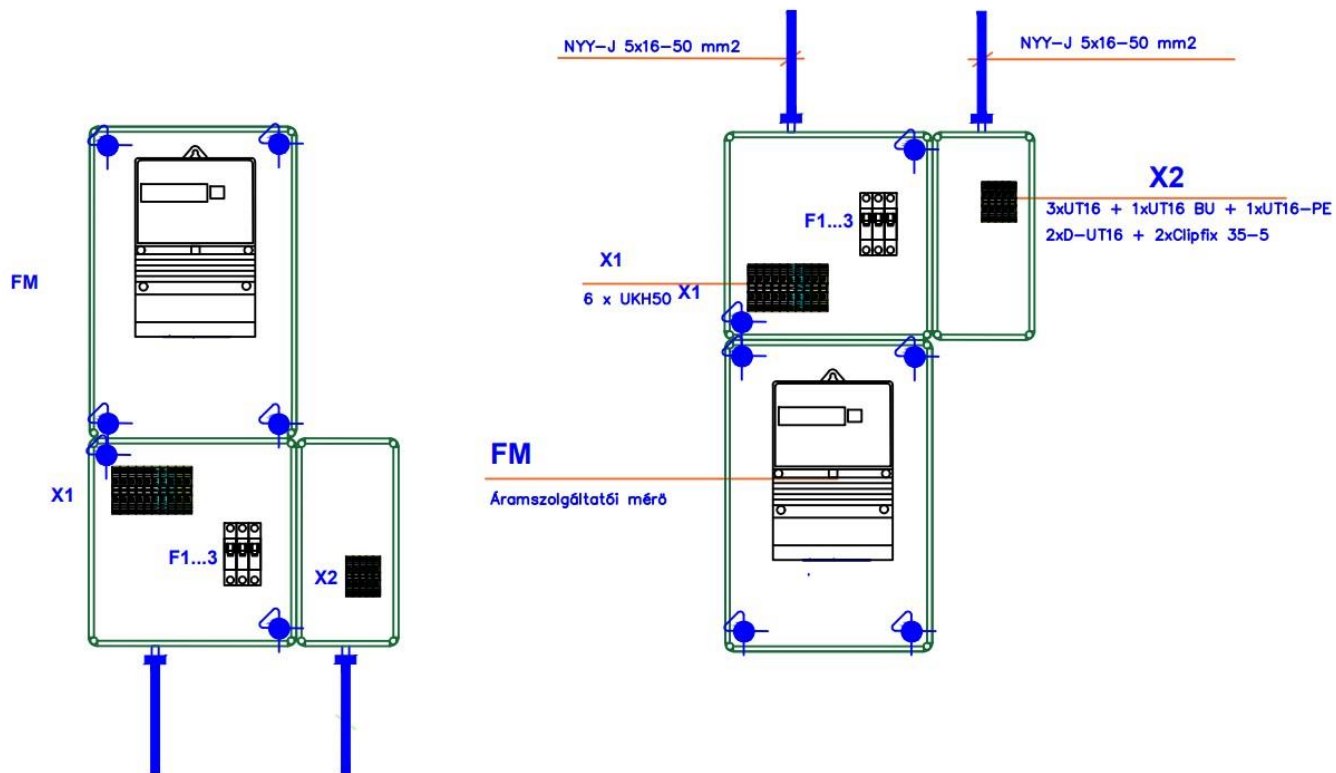 FM
X1
F1...3
X2
NYY-J 5x16-50 mm2
NYY-J 5x16-50 mm2
F1...3
X2
3xUT16 + 1xUT16 BU + 1xUT16-PE
2xD-UT16 + 2xClipfix 35-5
X1
6 x UKH50
X1
FM
Áramszolgáltatói mérő